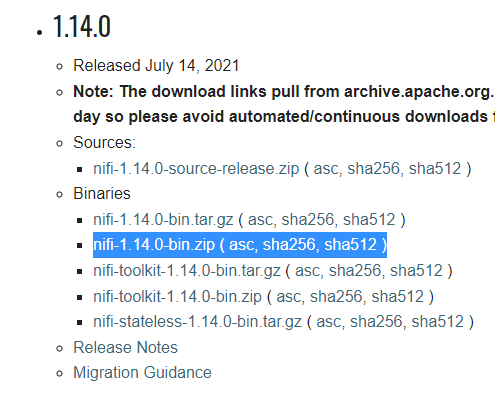 1.14.0
Released July 14, 2021
Note: The download links pull from archive.apache.org.
day so please avoid automated/continuous downloads
Sources:
nifi-1.14.0-source-release.zip ( asc, sha256, sha512 )
Binaries
nifi-1.14.0-bin.tar.gz ( asc, sha256, sha512 )
nifi-1.14.0-bin.zip ( asc, sha256, sha512 )
nifi-toolkit-1.14.0-bin.tar.gz ( asc, sha256, sha512 )
nifi-toolkit-1.14.0-bin.zip ( asc, sha256, sha512 )
nifi-stateless-1.14.0-bin.tar.gz ( asc, sha256, sha512 )
Release Notes
Migration Guidance